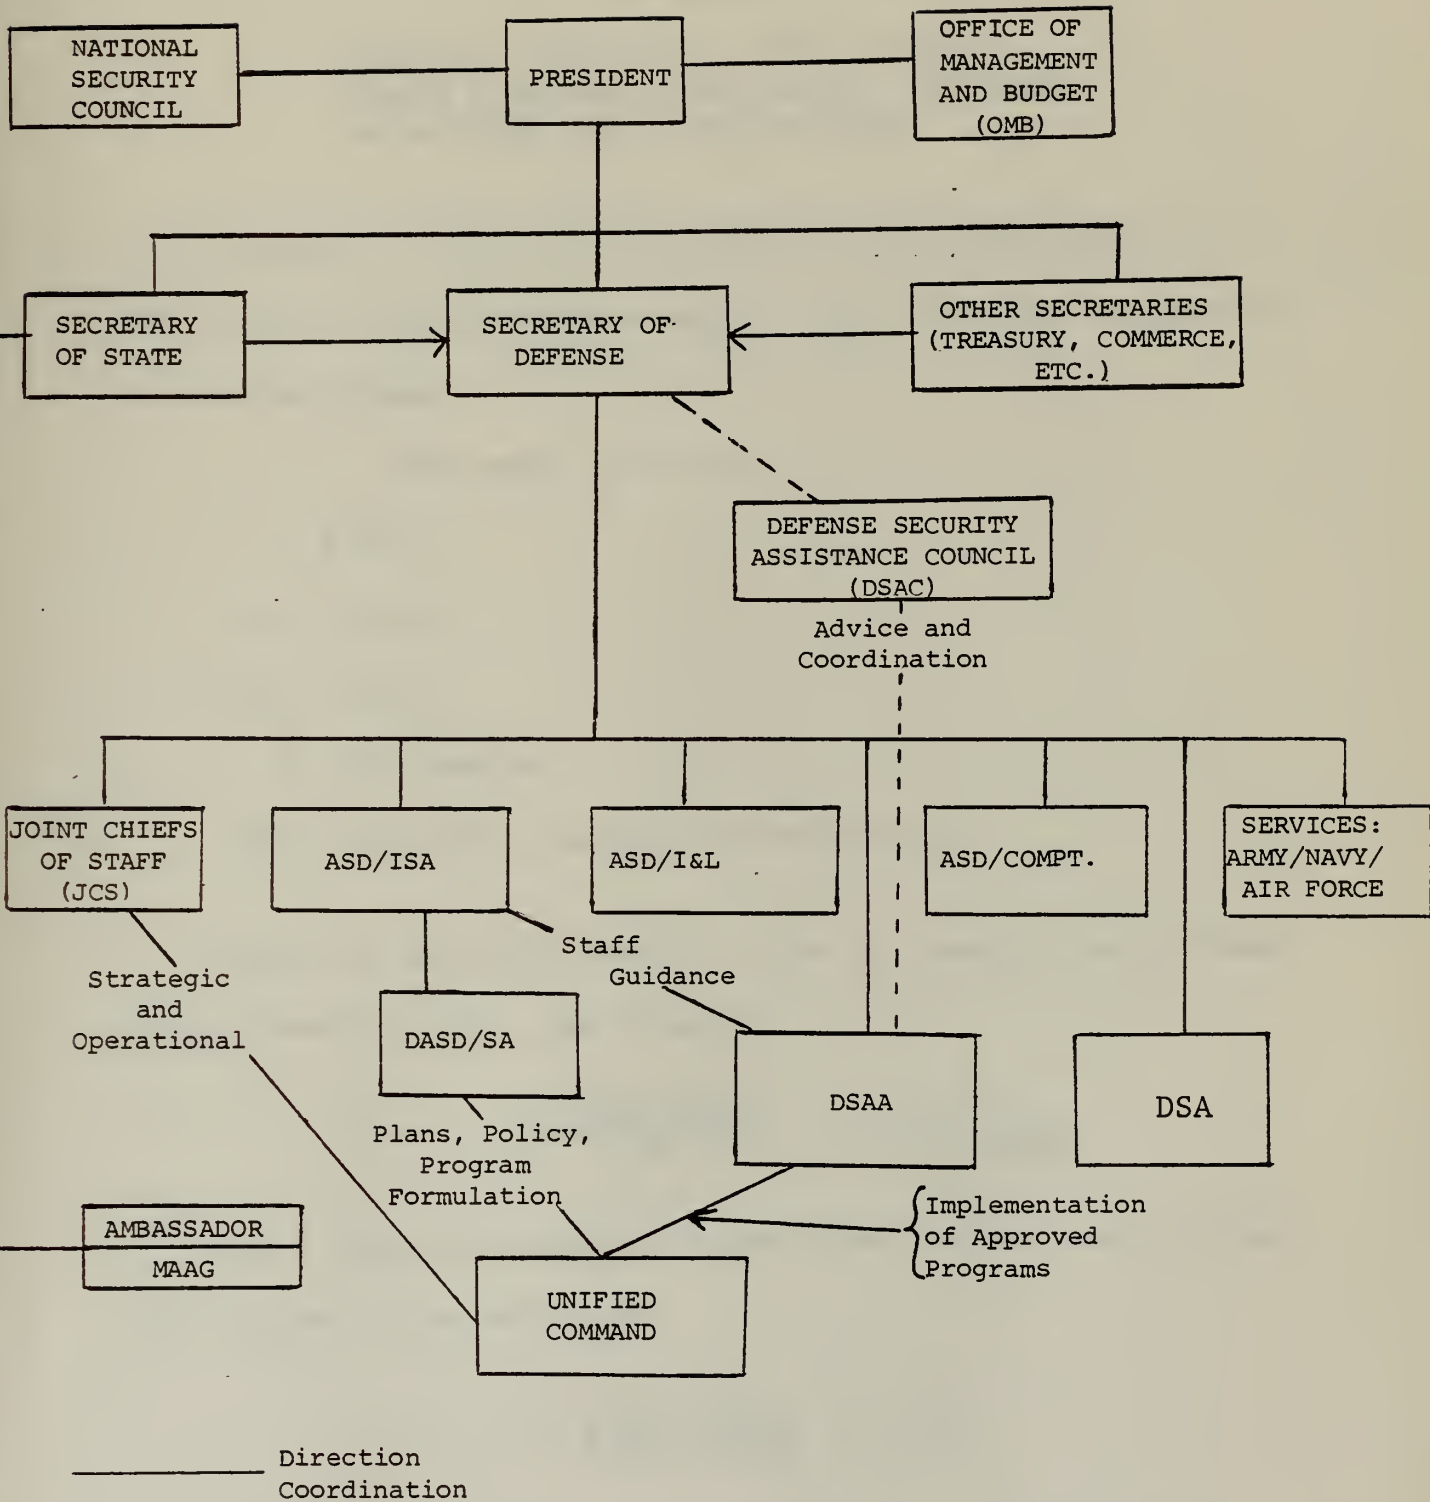 NATIONAL
SECURITY
COUNCIL
PRESIDENT
OFFICE OF
MANAGEMENT
AND BUDGET
(OMB)
SECRETARY
OF STATE
SECRETARY OF
DEFENSE
OTHER SECRETARIES
(TREASURY, COMMERCE,
ETC.)
DEFENSE SECURITY
ASSISTANCE COUNCIL
(DSAC)
Advice and
Coordination
JOINT CHIEFS
OF STAFF
(JCS)
ASD/ISA
ASD/I&L
ASD/COMPT.
SERVICES:
ARMY/NAVY/
AIR FORCE
Staff
Guidance
Strategic
and
Operational
DASD/SA
DSAA
DSA
Plans, Policy,
Program
Formulation
Implementation
of Approved
Programs
AMBASSADOR
MAAG
UNIFIED
COMMAND
Direction
Coordination